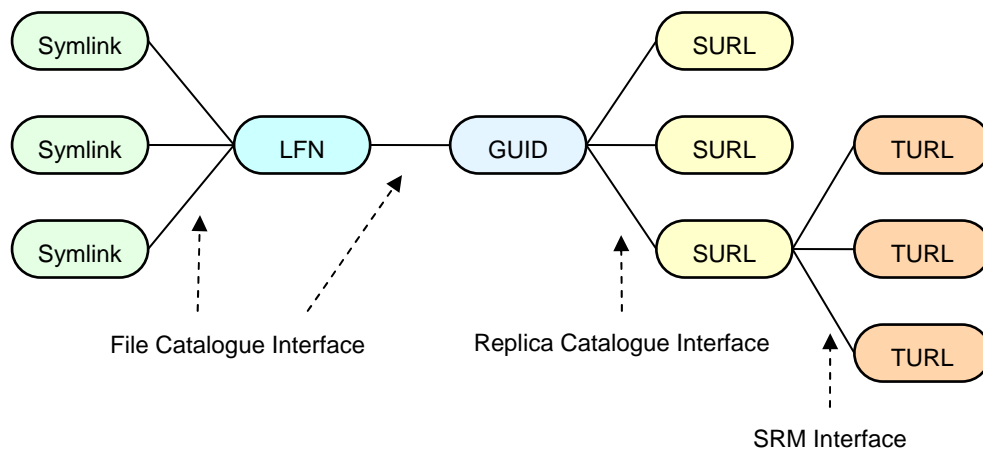 Symlink
SURL
Symlink
LFN
GUID
SURL
TURL
Symlink
SURL
TURL
File Catalogue Interface
Replica Catalogue Interface
TURL
SRM Interface